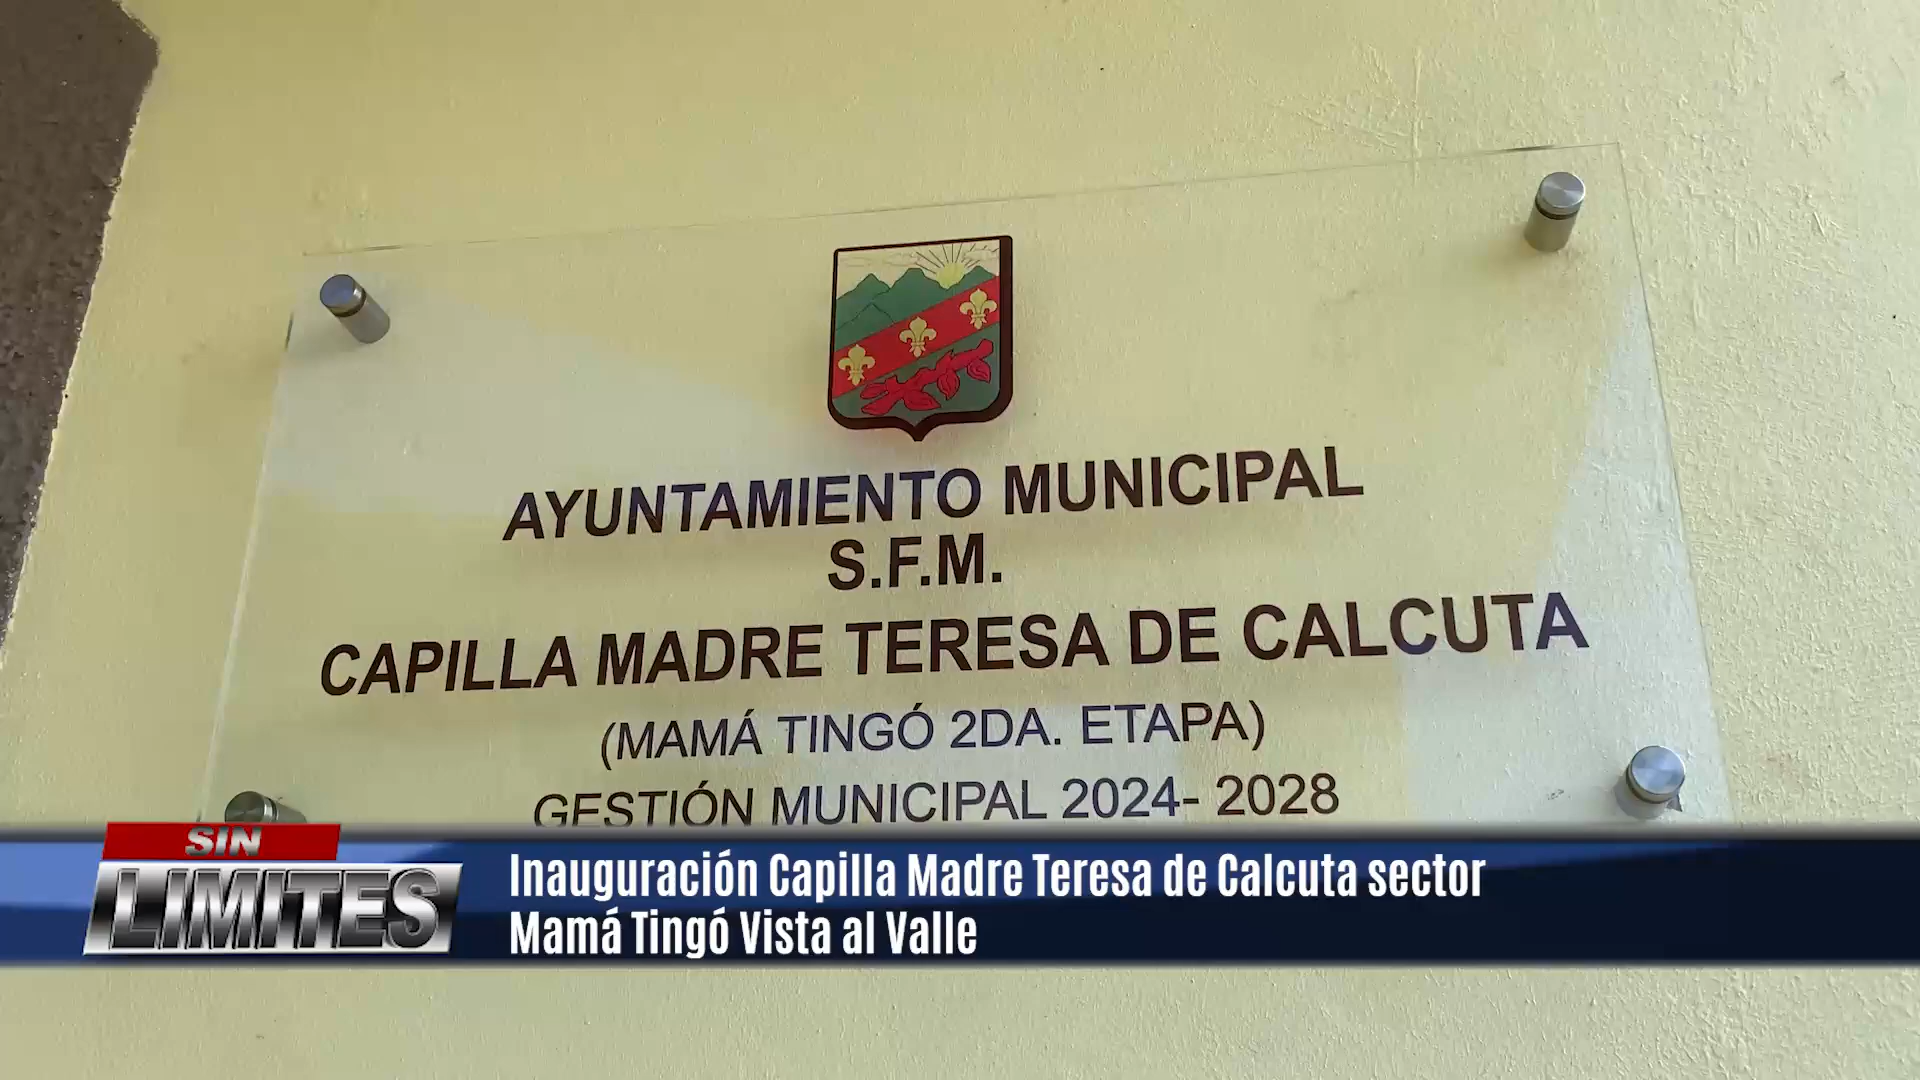 AYUNTAMIENTO MUNICIPAL
S.F.M.
CAPILLA MADRE TERESA DE CALCUTA
(MAMÁ TINGÓ 2DA. ETAPA)
GESTIÓN MUNICIPAL 2024- 2028
SIN
LIMITES
Inauguración Capilla Madre Teresa de Calcuta sector
Mamá Tingó Vista al Valle